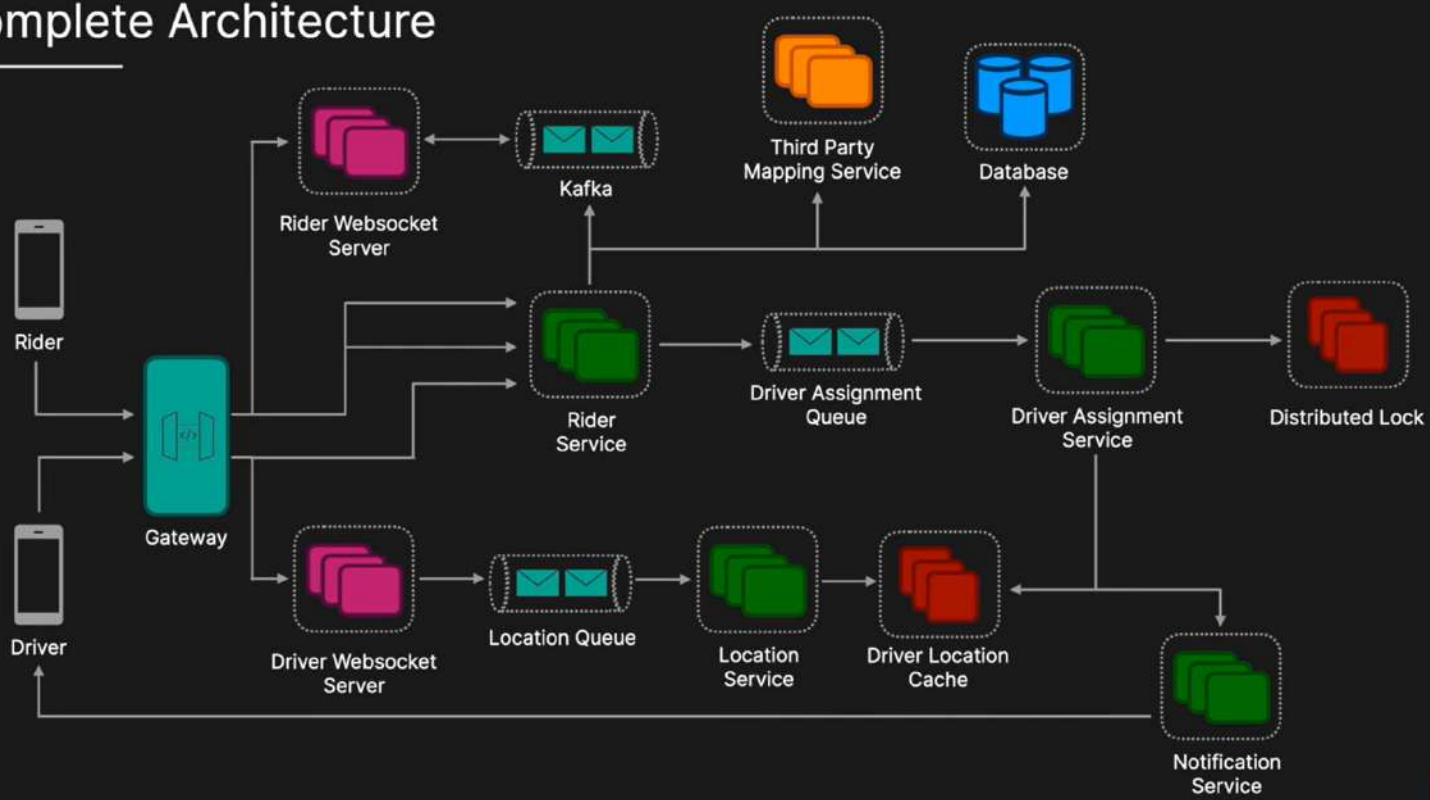 omplete Architecture
Third Party
Mapping Service
Database
Kafka
Rider Websocket
Server
Rider
Driver Assignment
Queue
Rider
Service
Driver Assignment
Service
Distributed Lock
</>
Gateway
Driver
Driver Websocket
Server
Location Queue
Location
Service
Driver Location
Cache
Notification
Service